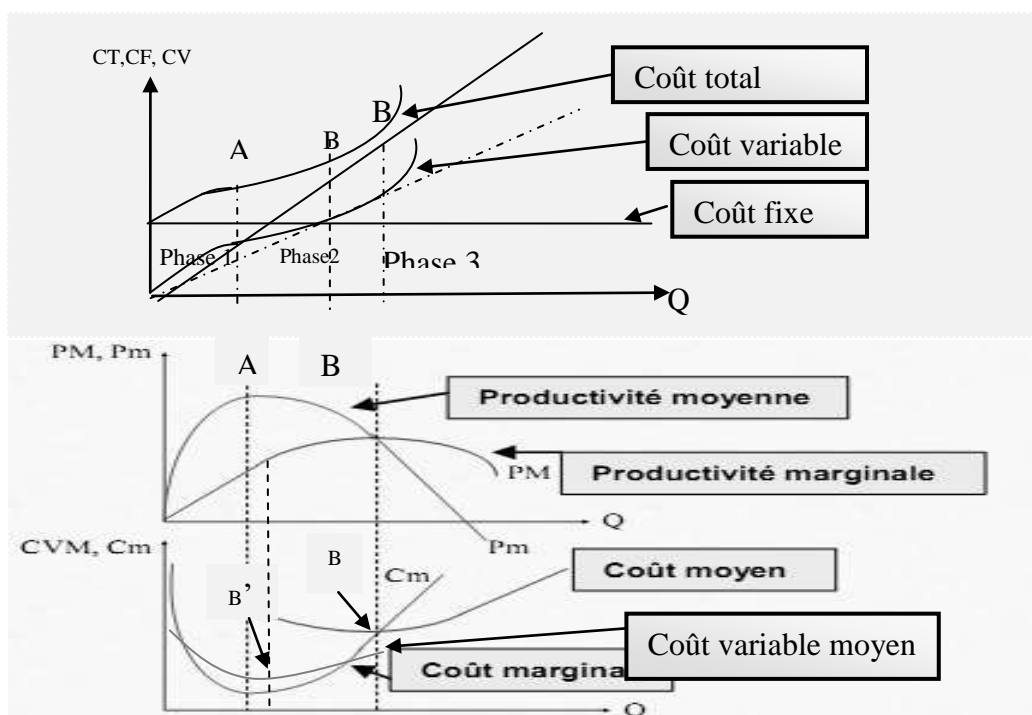 CT,CF, CV
Coût total
B
Coût variable
A
B
Coût fixe
Phase 1
Phase2
Phase 3
Q
PM, Pm
A
B
Productivité moyenne
PM
Productivité marginale
Q
Pm
CVM, Cm
B
Cm
Coût moyen
B’
Coût variable moyen
Coût margina
Q